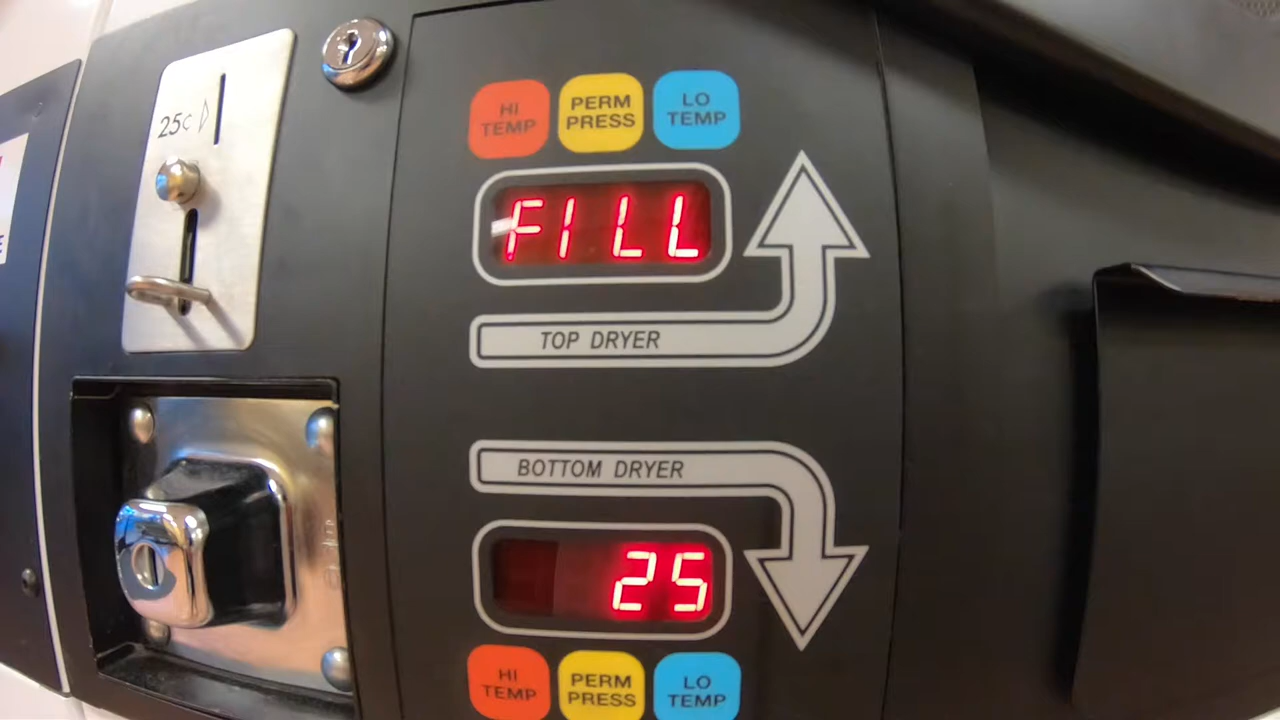 25¢
HI
TEMP
PERM
PRESS
LO
TEMP
FILL
TOP DRYER
BOTTOM DRYER
25
HI
TEMP
PERM
PRESS
LO
TEMP